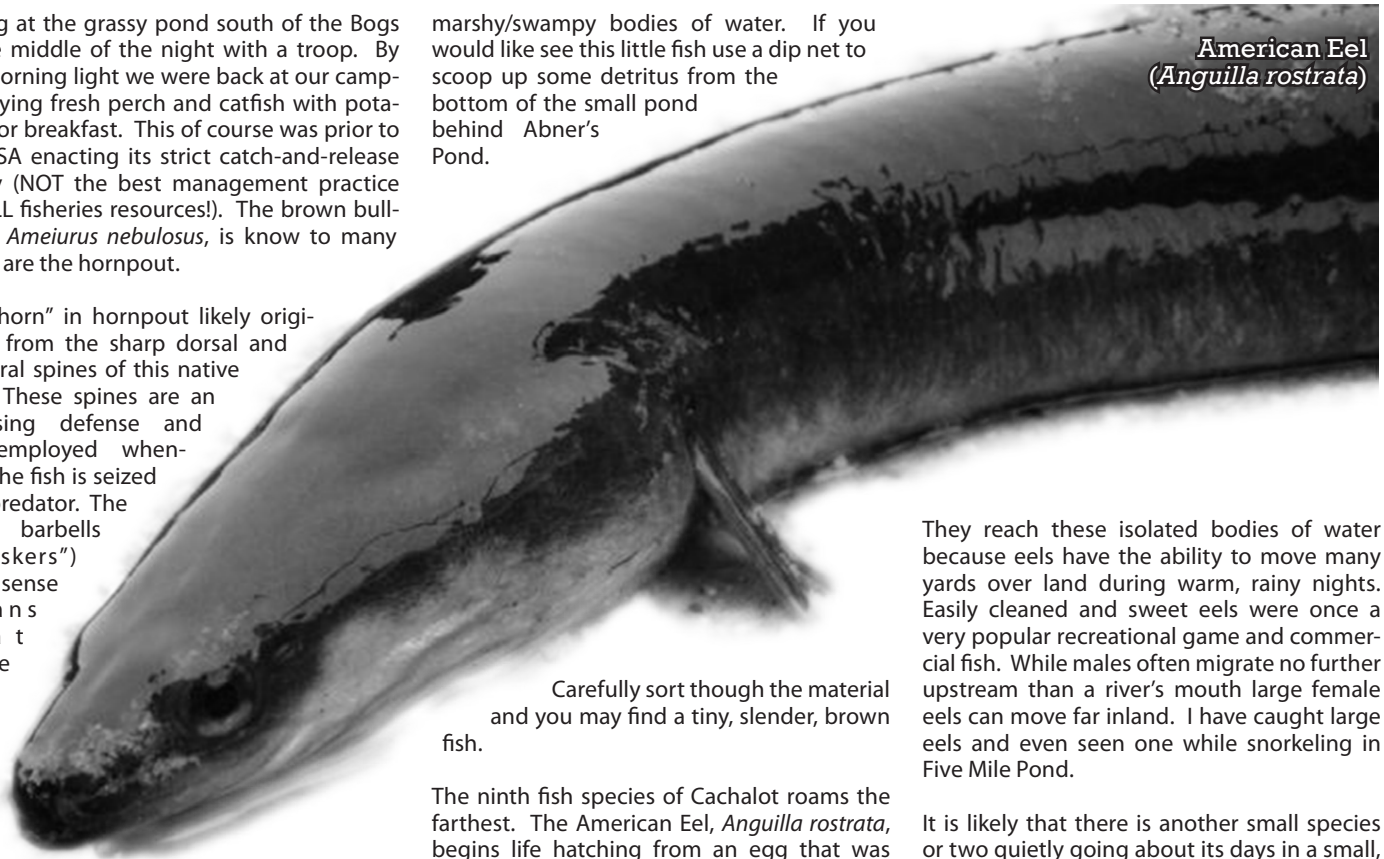 g at the grassy pond south of the Bogs
e middle of the night with a troop. By
orning light we were back at our camp-
ying fresh perch and catfish with pota-
or breakfast. This of course was prior to
SA enacting its strict catch-and-release
y (NOT the best management practice
LL fisheries resources!). The brown bull-
Ameiurus nebulosus, is know to many
are the hornpout.
horn” in hornpout likely origi-
from the sharp dorsal and
ral spines of this native
These spines are an
sing defense and
employed when-
he fish is seized
redator. The
barbells
skers”)
sense
n s
t
e
marshy/swampy bodies of water. If you
would like see this little fish use a dip net to
scoop up some detritus from the
bottom of the small pond
behind Abner’s
Pond.
Carefully sort though the material
and you may find a tiny, slender, brown
fish.
The ninth fish species of Cachalot roams the
farthest. The American Eel, Anguilla rostrata,
begins life hatching from an egg that was
American Eel
(Anguilla rostrata)
They reach these isolated bodies of water
because eels have the ability to move many
yards over land during warm, rainy nights.
Easily cleaned and sweet eels were once a
very popular recreational game and commer-
cial fish. While males often migrate no further
upstream than a river’s mouth large female
eels can move far inland. I have caught large
eels and even seen one while snorkeling in
Five Mile Pond.
It is likely that there is another small species
or two quietly going about its days in a small,